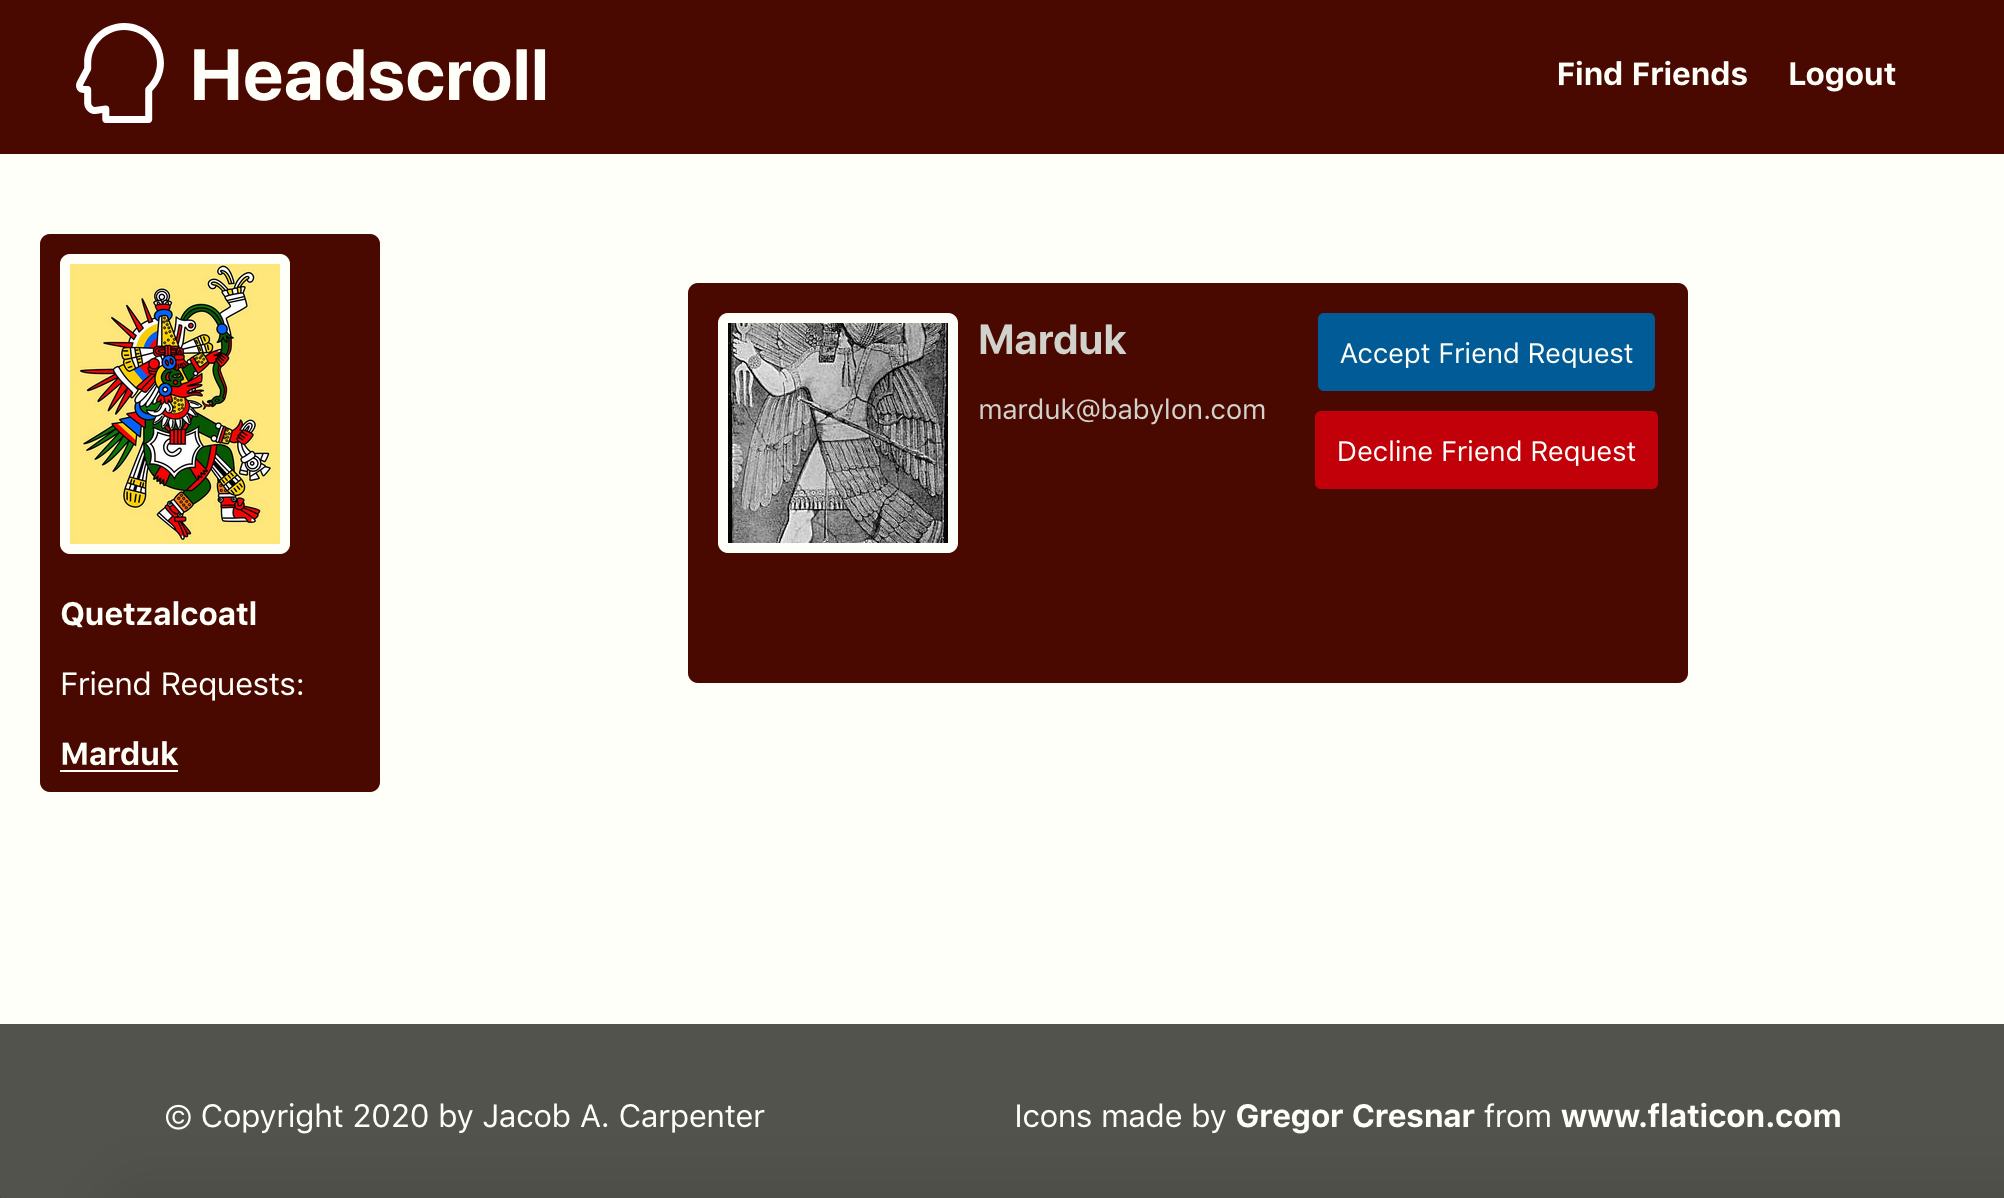 Headscroll
Find Friends
Logout
Quetzalcoatl
Friend Requests:
Marduk
Marduk
marduk@babylon.com
Accept Friend Request
Decline Friend Request
© Copyright 2020 by Jacob A. Carpenter
Icons made by Gregor Cresnar from www.flaticon.com